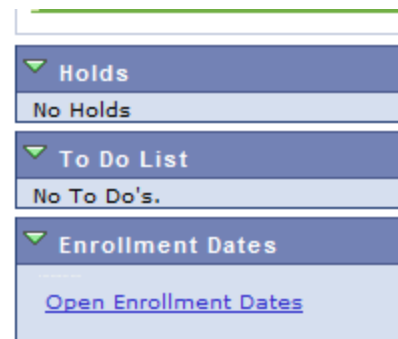 Holds
No Holds
To Do List
No To Do's.
Enrollment Dates
Open Enrollment Dates